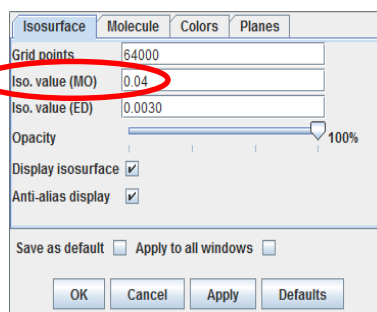 Isosurface Molecule Colors Planes
Grid points 64000
Iso. value (MO) 0.04
Iso. value (ED) 0.0030
Opacity 100%
Display isosurface
Anti-alias display
Save as default Apply to all windows
OK Cancel Apply Defaults